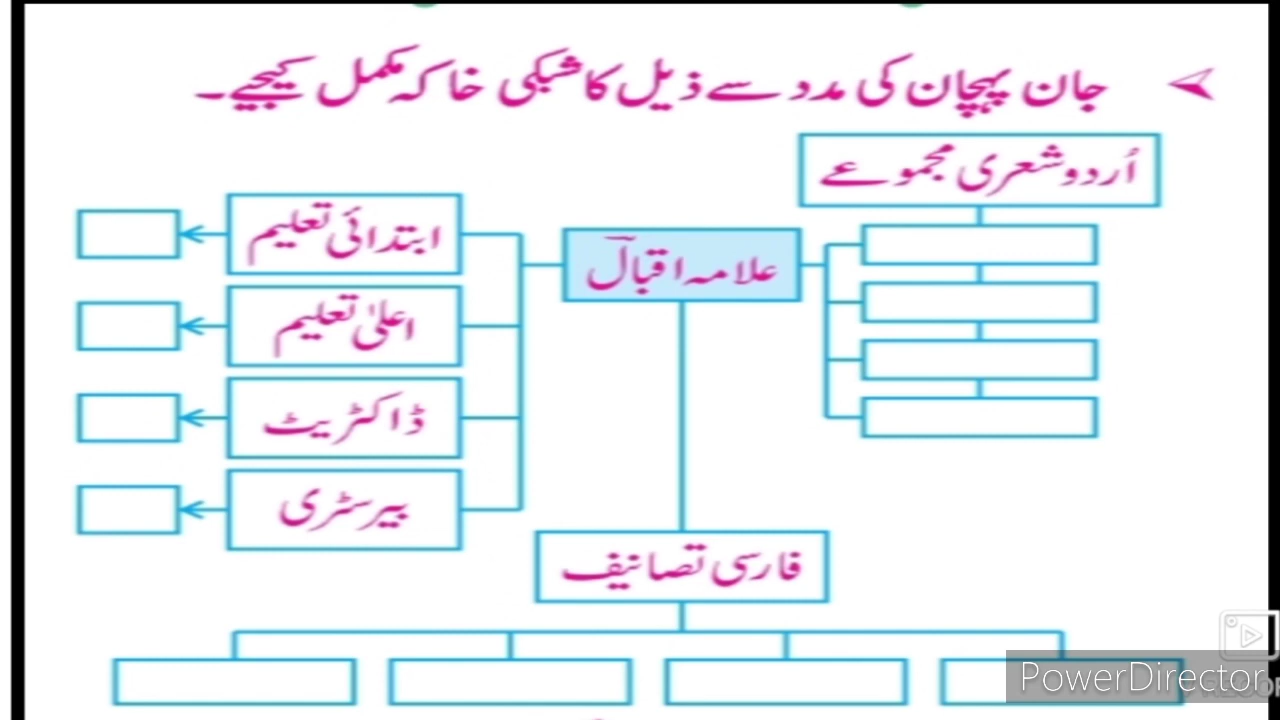 جان پہچان کی مدد سے ذیل کا شبکی خاکہ مکمل کیجیے۔
اُردو شعری مجموعے
علامہ اقبالؔ
ابتدائی تعلیم
اعلیٰ تعلیم
ڈاکٹریٹ
بیرسٹری
فارسی تصانیف
PowerDirector